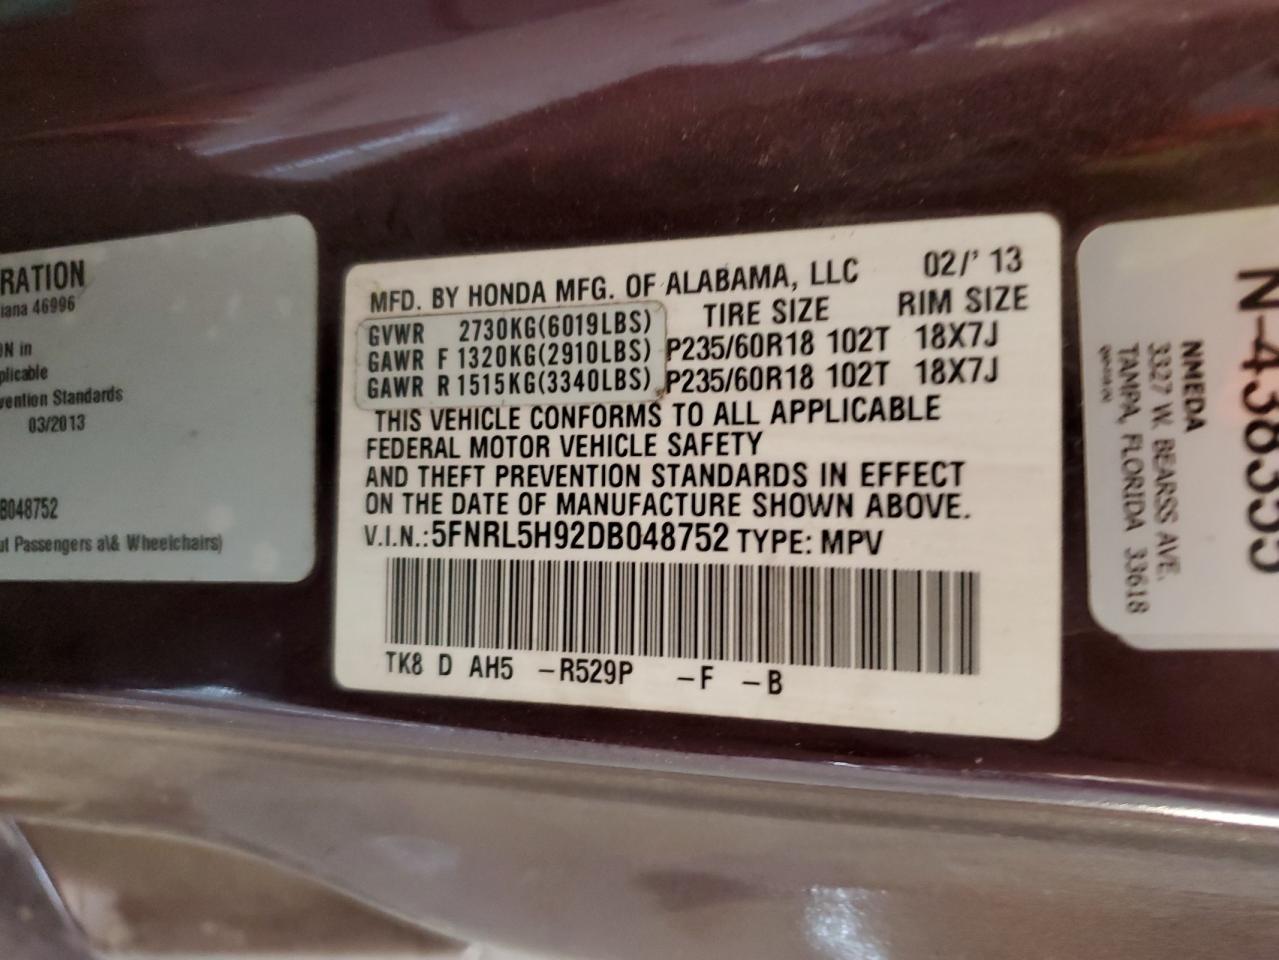 RATION
iana 46996
ON in
plicable
vention Standards
03/2013
B048752
ut Passengers al& Wheelchairs)
MFD. BY HONDA MFG. OF ALABAMA, LLC 02/' 13
GVWR 2730KG(6019LBS) TIRE SIZE RIM SIZE
GAWR F 1320KG(2910LBS) P235/60R18 102T 18X7J
GAWR R 1515KG(3340LBS) P235/60R18 102T 18X7J
THIS VEHICLE CONFORMS TO ALL APPLICABLE
FEDERAL MOTOR VEHICLE SAFETY
AND THEFT PREVENTION STANDARDS IN EFFECT
ON THE DATE OF MANUFACTURE SHOWN ABOVE.
V.I.N.:5FNRL5H92DB048752 TYPE: MPV
TK8 D AH5 -R529P -F -B
N-438355
NMEDA
3327 W. BEARSS AVE.
TAMPA, FLORIDA 33618